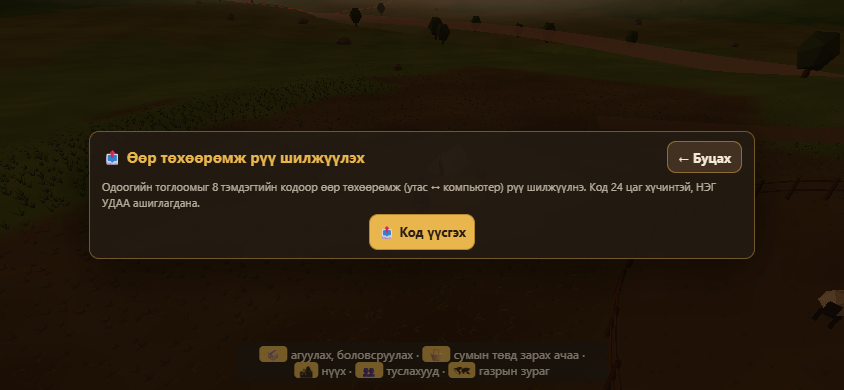 Өөр төхөөрөмж рүү шилжүүлэх
← Буцах
Одоогийн тоглоомыг 8 тэмдэгтийн кодоор өөр төхөөрөмж (утас ↔ компьютер) рүү шилжүүлнэ. Код 24 цаг хүчинтэй, НЭГ
УДАА ашиглагдана.
Код үүсгэх
агуулах, боловсруулах · сумын төвд зарах ачаа ·
нүүх · туслахууд · газрын зураг